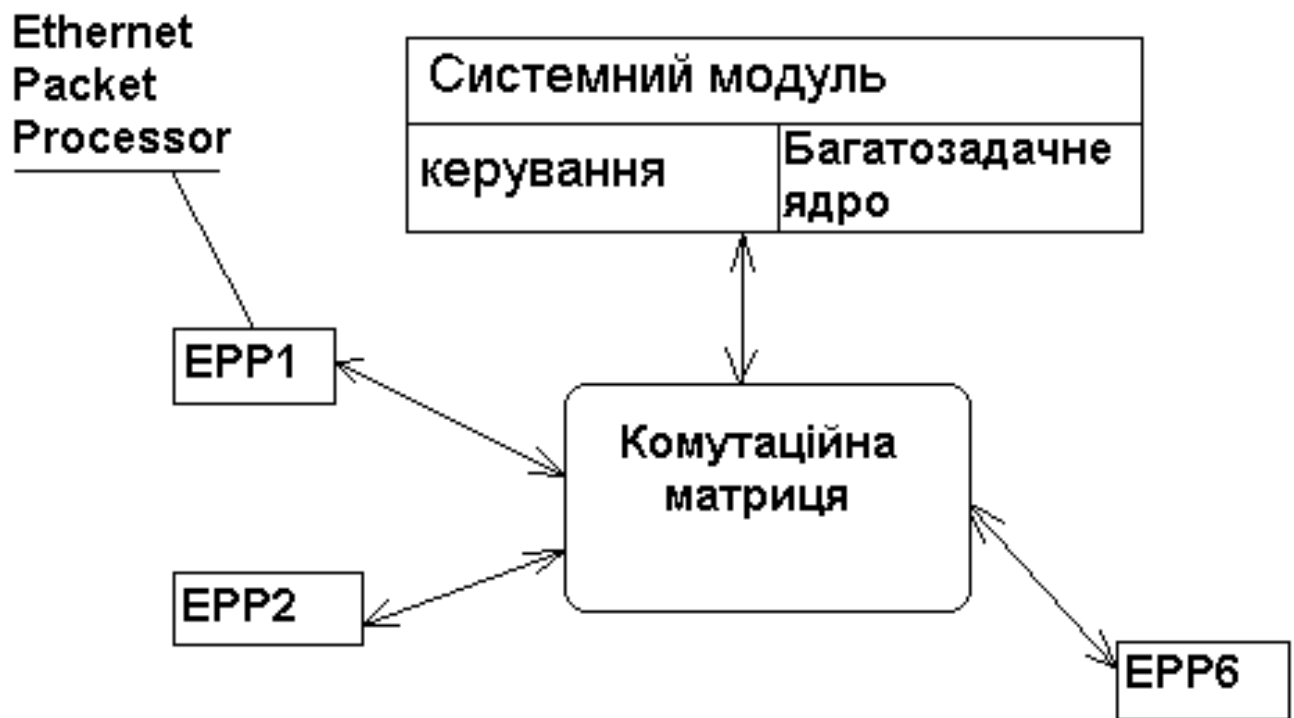 Ethernet
Packet
Processor
Системний модуль
керування
Багатозадачне
ядро
EPP1
Комутаційна
матриця
EPP2
EPP6